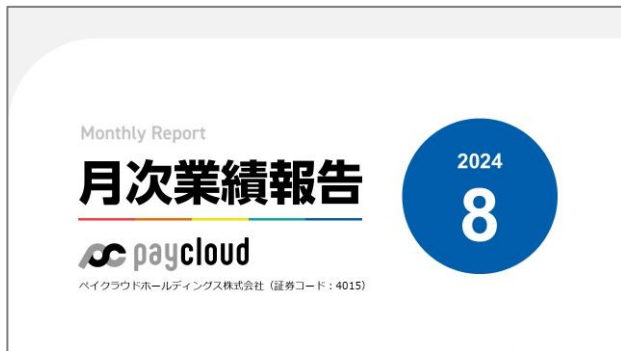 Monthly Report
月次業績報告
2024
8
paycloud
ペイクラウドホールディングス株式会社（証券コード：4015）